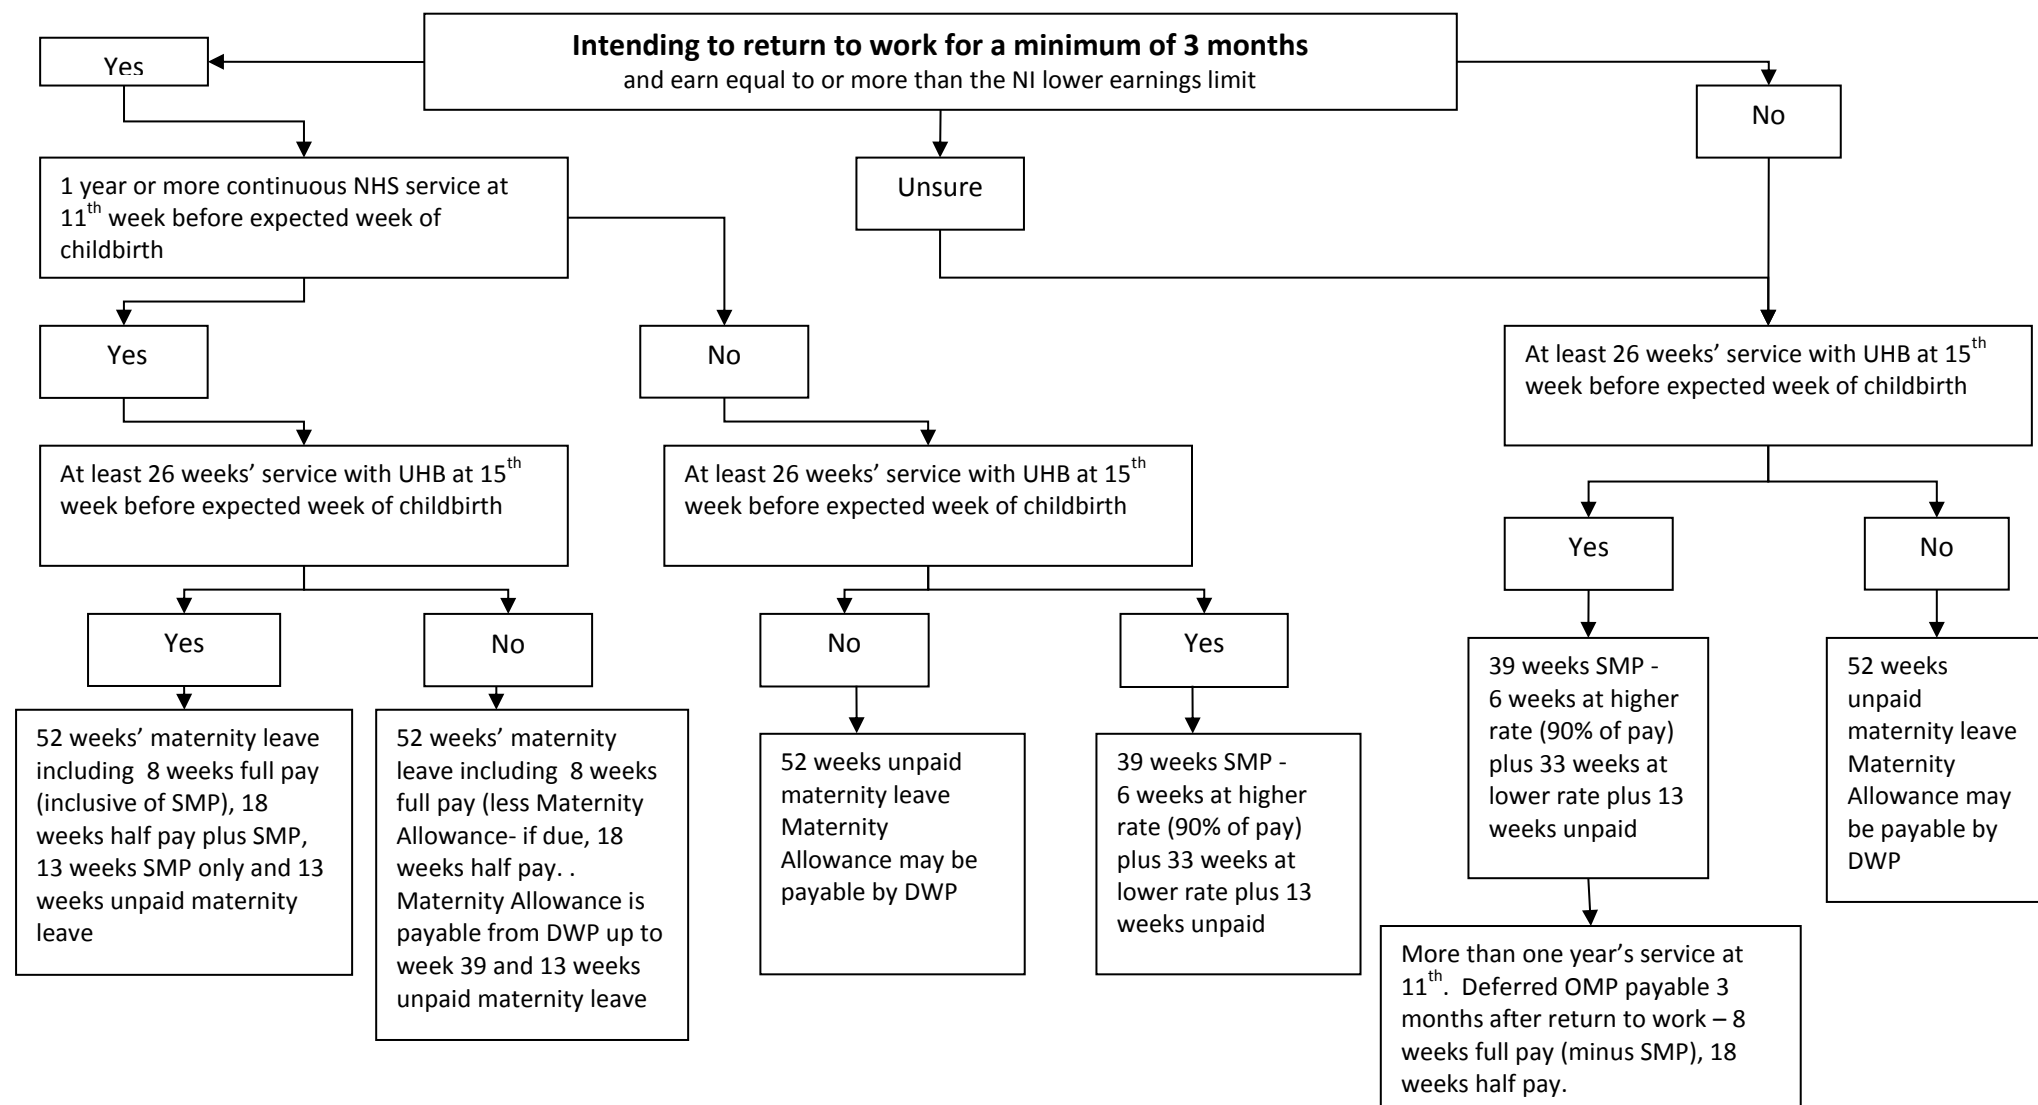 Intending to return to work for a minimum of 3 months
and earn equal to or more than the NI lower earnings limit
Yes
No
Unsure
1 year or more continuous NHS service at
11th week before expected week of
childbirth
Yes
No
At least 26 weeks’ service with UHB at 15th
week before expected week of childbirth
At least 26 weeks’ service with UHB at 15th
week before expected week of childbirth
At least 26 weeks’ service with UHB at 15th
week before expected week of childbirth
Yes
No
No
Yes
Yes
No
52 weeks’ maternity leave
including 8 weeks full pay
(inclusive of SMP), 18
weeks half pay plus SMP,
13 weeks SMP only and 13
weeks unpaid maternity
leave
52 weeks’ maternity
leave including 8 weeks
full pay (less Maternity
Allowance- if due, 18
weeks half pay. .
Maternity Allowance is
payable from DWP up to
week 39 and 13 weeks
unpaid maternity leave
52 weeks unpaid
maternity leave
Maternity
Allowance may be
payable by DWP
39 weeks SMP -
6 weeks at higher
rate (90% of pay)
plus 33 weeks at
lower rate plus 13
weeks unpaid
39 weeks SMP -
6 weeks at higher
rate (90% of pay)
plus 33 weeks at
lower rate plus 13
weeks unpaid
52 weeks
unpaid
maternity leave
Maternity
Allowance may
be payable by
DWP
More than one year’s service at
11th. Deferred OMP payable 3
months after return to work – 8
weeks full pay (minus SMP), 18
weeks half pay.